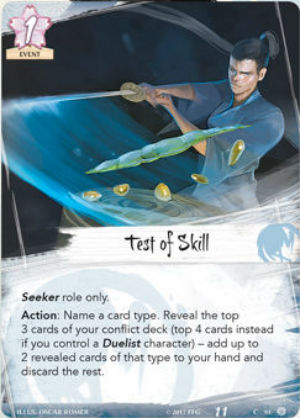 1
EVENT
Test of Skill
Seeker role only.
Action: Name a card type. Reveal the top
3 cards of your conflict deck (top 4 cards instead
if you control a Duelist character) – add up to
2 revealed cards of that type to your hand
and discard the rest.
ILLUS. OSCAR RÖMER © 2017 FFG 11 C